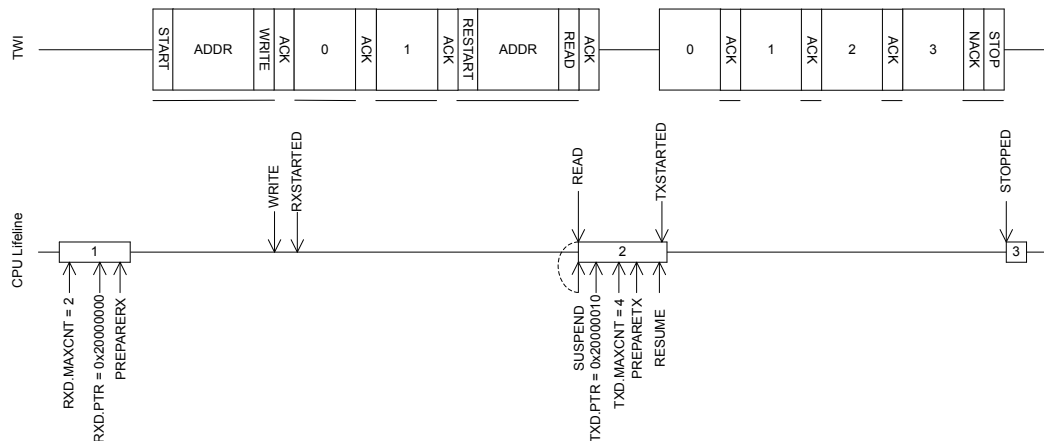 TWI
START
ADDR
WRITE
ACK
0
ACK
1
ACK
RESTART
ADDR
READ
ACK
0
ACK
1
ACK
2
ACK
3
NACK
STOP
WRITE
RXSTARTED
READ
TXSTARTED
STOPPED
CPU Lifeline
1
2
3
RXD.MAXCNT = 2
RXD.PTR = 0x20000000
PREPARERX
SUSPEND
TXD.PTR = 0x20000010
TXD.MAXCNT = 4
PREPARETX
RESUME